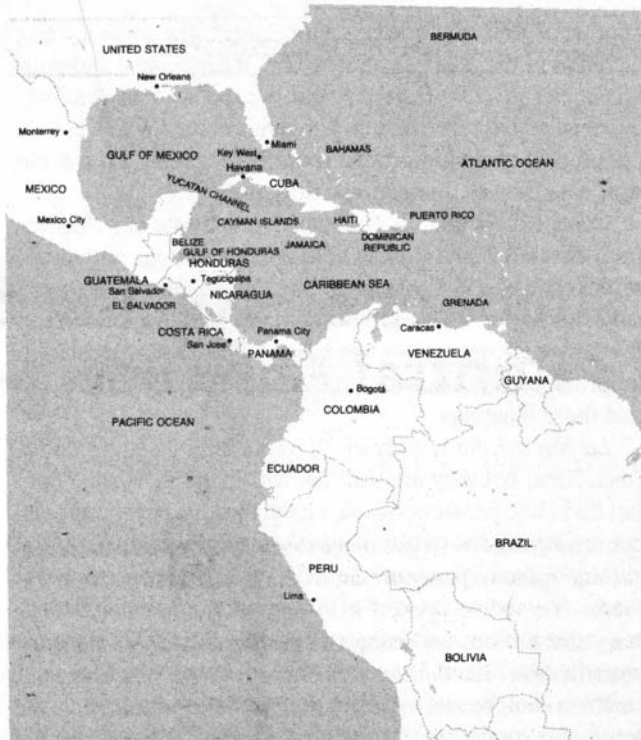 BERMUDA
UNITED STATES
New Orleans
Monterrey
Miami
GULF OF MEXICO
Key West
BAHAMAS
Havana
ATLANTIC OCEAN
MEXICO
CUBA
YUCATAN CHANNEL
Mexico City
CAYMAN ISLANDS
HAITI
PUERTO RICO
BELIZE
JAMAICA
DOMINICAN
REPUBLIC
GULF OF HONDURAS
HONDURAS
GUATEMALA
Tegucigalpa
CARIBBEAN SEA
San Salvador
NICARAGUA
EL SALVADOR
GRENADA
COSTA RICA
Panama City
Caracas
San Jose
PANAMA
VENEZUELA
GUYANA
Bogotá
COLOMBIA
PACIFIC OCEAN
ECUADOR
BRAZIL
PERU
Lima
BOLIVIA